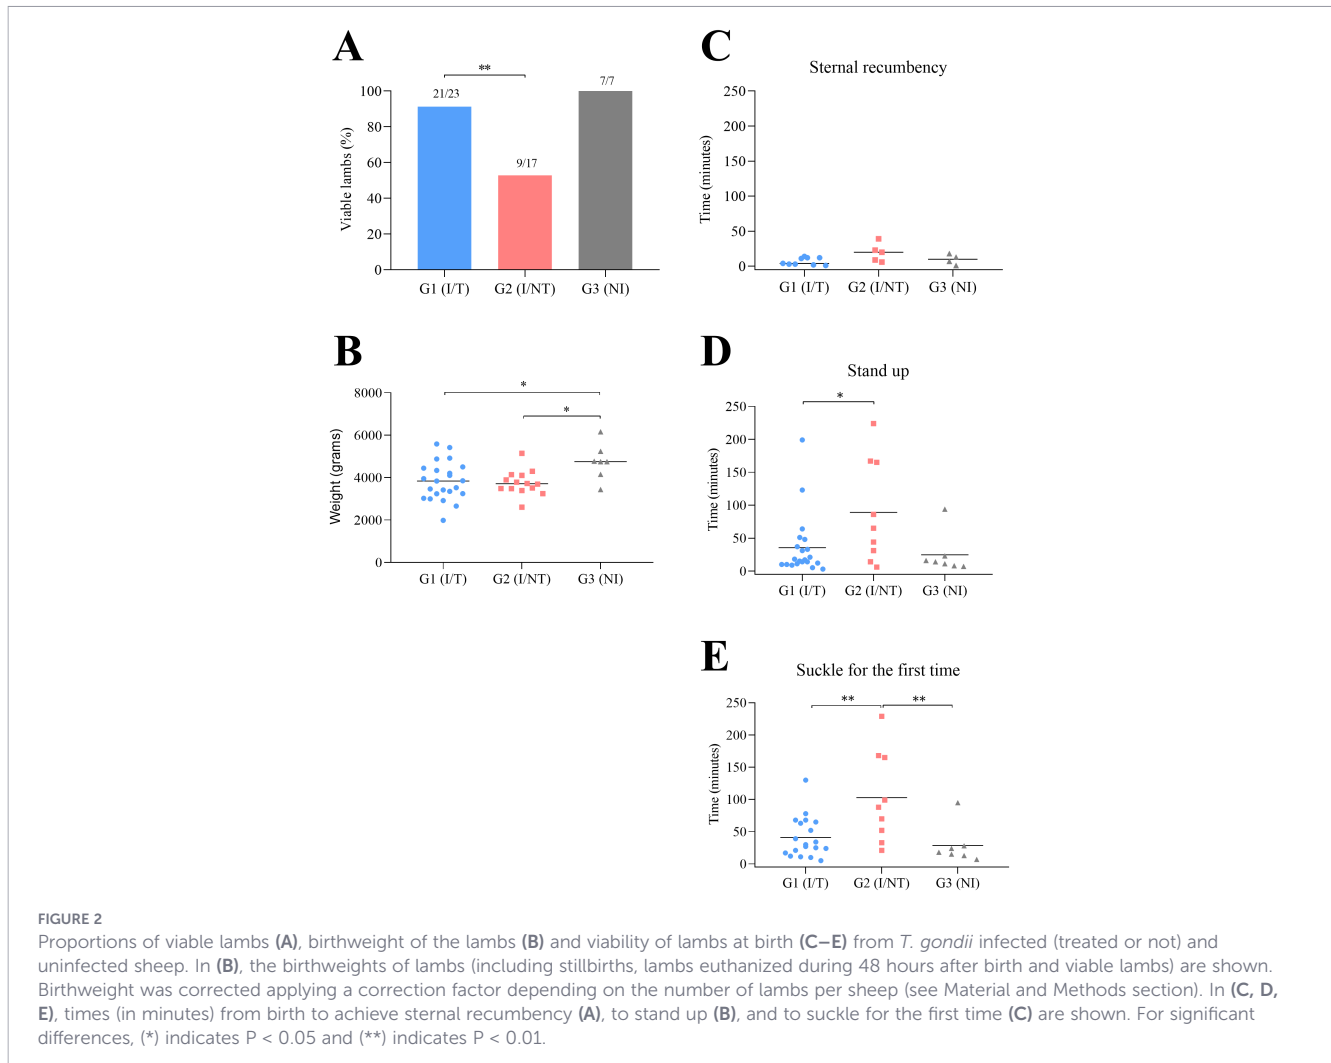 A
**
21/23
9/17
7/7
100
80
60
40
20
0
Viable lambs (%)
G1 (I/T) G2 (I/NT) G3 (NI)
B
*
*
8000
6000
4000
2000
0
Weight (grams)
G1 (I/T) G2 (I/NT) G3 (NI)
C
Sternal recumbency
250
200
150
100
50
0
Time (minutes)
G1 (I/T) G2 (I/NT) G3 (NI)
D
Stand up
*
250
200
150
100
50
0
Time (minutes)
G1 (I/T) G2 (I/NT) G3 (NI)
E
Suckle for the first time
** **
250
200
150
100
50
0
Time (minutes)
G1 (I/T) G2 (I/NT) G3 (NI)
FIGURE 2
Proportions of viable lambs (A), birthweight of the lambs (B) and viability of lambs at birth (C–E) from T. gondii infected (treated or not) and
uninfected sheep. In (B), the birthweights of lambs (including stillbirths, lambs euthanized during 48 hours after birth and viable lambs) are shown.
Birthweight was corrected applying a correction factor depending on the number of lambs per sheep (see Material and Methods section). In (C, D,
E), times (in minutes) from birth to achieve sternal recumbency (A), to stand up (B), and to suckle for the first time (C) are shown. For significant
differences, (*) indicates P < 0.05 and (**) indicates P < 0.01.